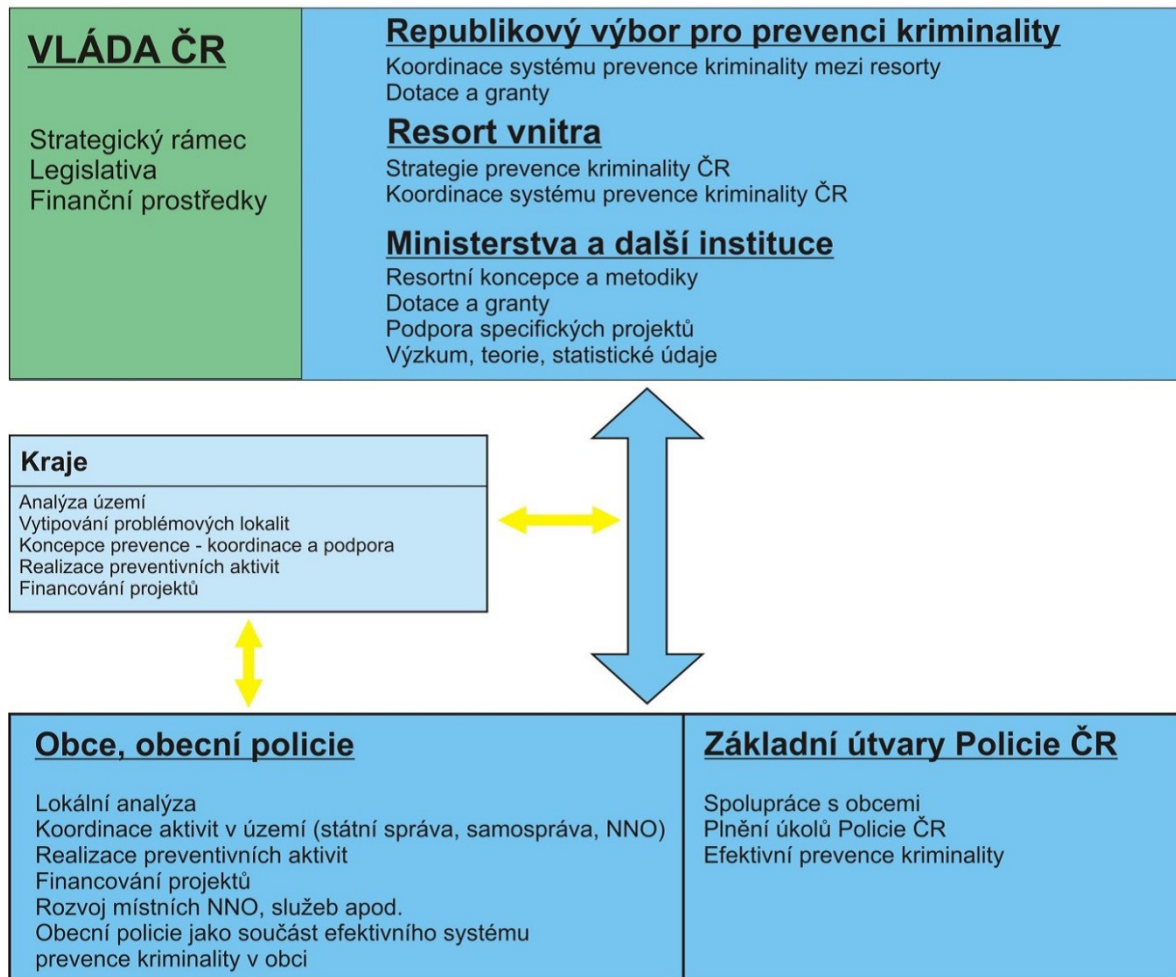 VLÁDA ČR
Strategický rámec
Legislativa
Finanční prostředky
Republikový výbor pro prevenci kriminality
Koordinace systému prevence kriminality mezi resorty
Dotace a granty
Resort vnitra
Strategie prevence kriminality ČR
Koordinace systému prevence kriminality ČR
Ministerstva a další instituce
Resortní koncepce a metodiky
Dotace a granty
Podpora specifických projektů
Výzkum, teorie, statistické údaje
Kraje
Analýza území
Vytipování problémových lokalit
Koncepce prevence - koordinace a podpora
Realizace preventivních aktivit
Financování projektů
Obce, obecní policie
Lokální analýza
Koordinace aktivit v území (státní správa, samospráva, NNO)
Realizace preventivních aktivit
Financování projektů
Rozvoj místních NNO, služeb apod.
Obecní policie jako součást efektivního systému
prevence kriminality v obci
Základní útvary Policie ČR
Spolupráce s obcemi
Plnění úkolů Policie ČR
Efektivní prevence kriminality